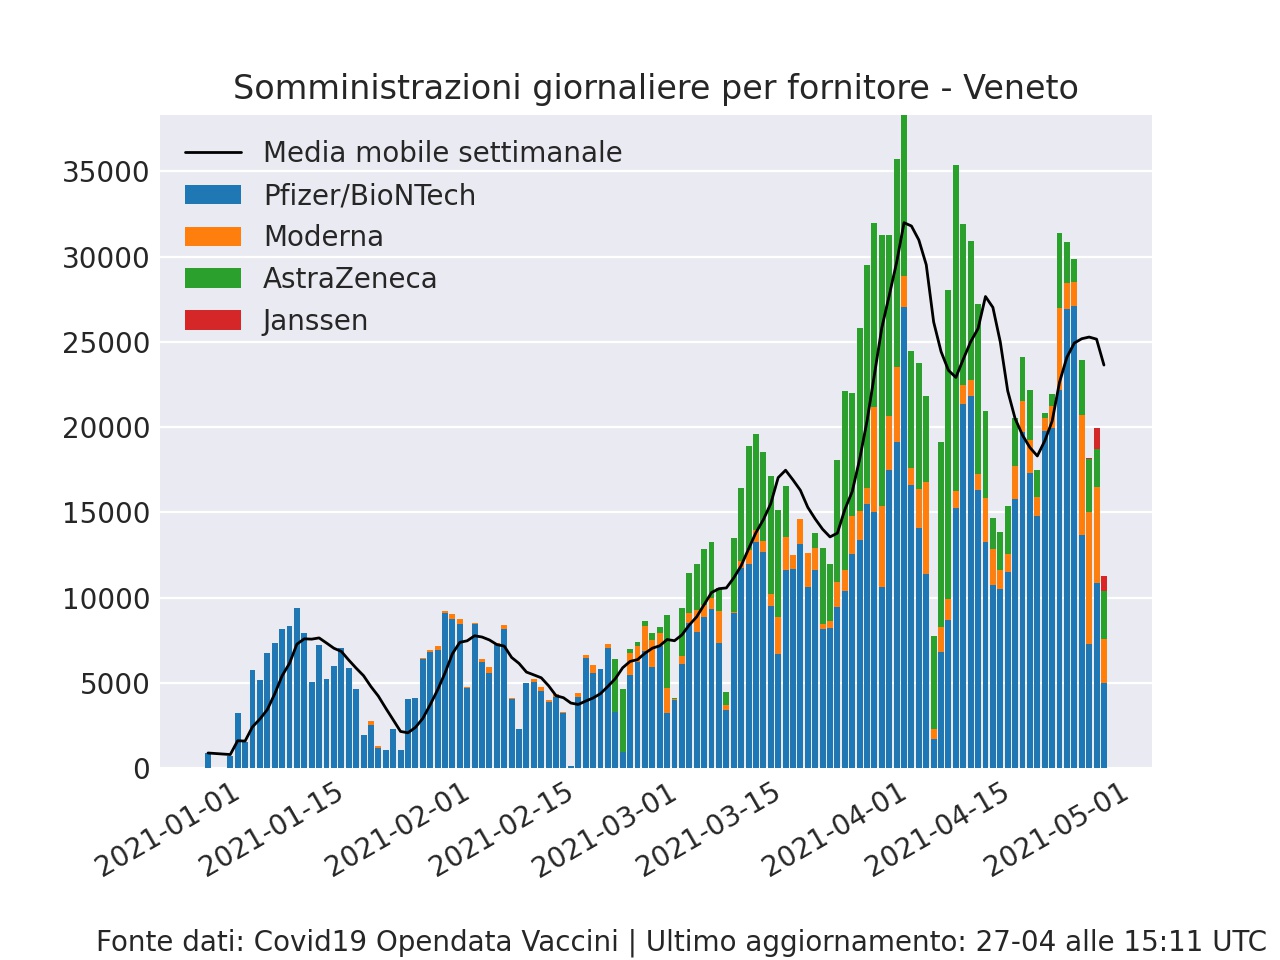 Somministrazioni giornaliere per fornitore - Veneto
Media mobile settimanale
Pfizer/BioNTech
Moderna
AstraZeneca
Janssen
35000
30000
25000
20000
15000
10000
5000
0
2021-01-01
2021-01-15
2021-02-01
2021-02-15
2021-03-01
2021-03-15
2021-04-01
2021-04-15
2021-05-01
Fonte dati: Covid19 Opendata Vaccini | Ultimo aggiornamento: 27-04 alle 15:11 UTC